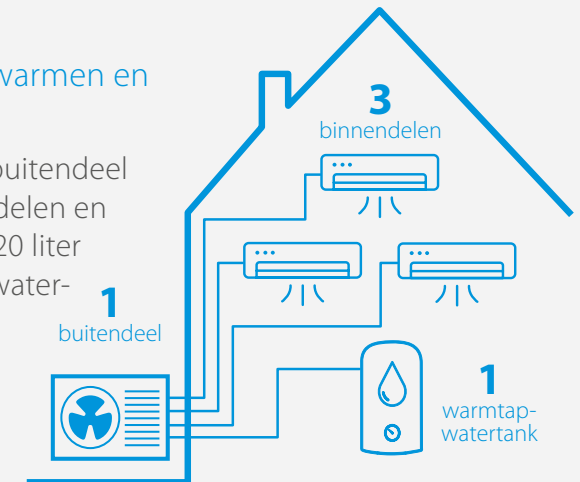 warmen en
buitendeel
delen en
20 liter
water-
3
binnendelen
1
buitendeel
1
warmtap-
watertank